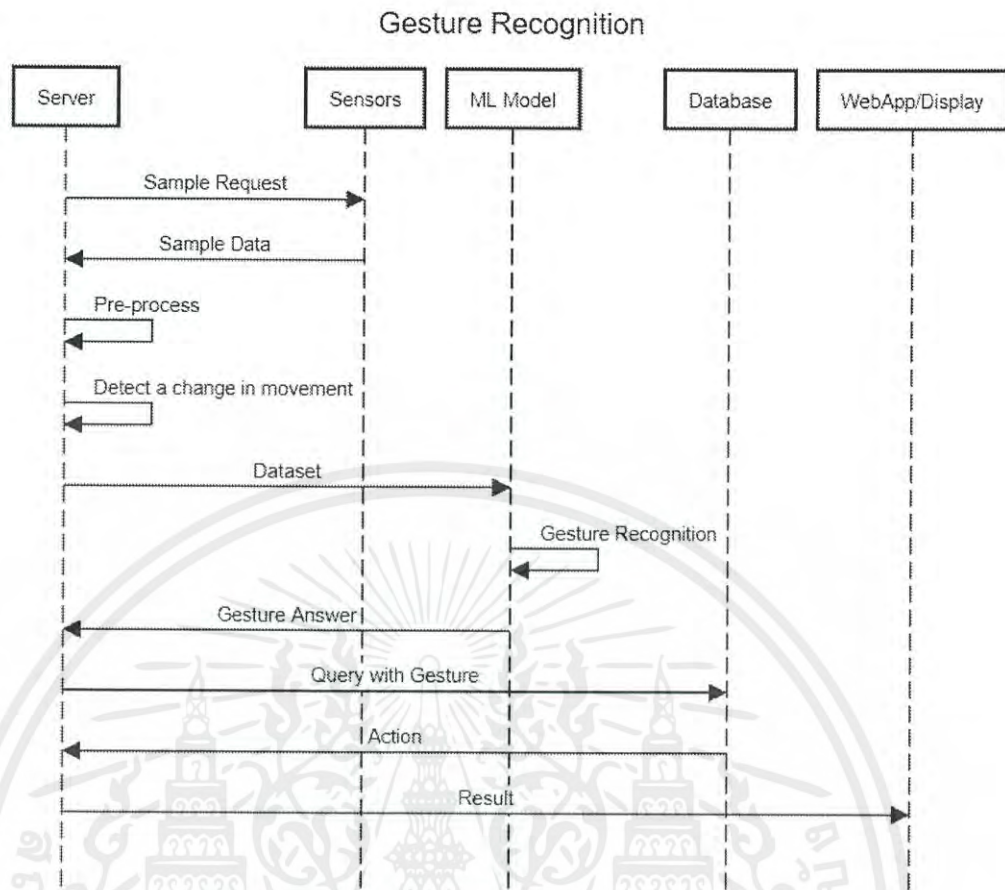 Gesture Recognition
Server
Sensors
ML Model
Database
WebApp/Display
Sample Request
Sample Data
Pre-process
Detect a change in movement
Dataset
Gesture Recognition
Gesture Answer
Query with Gesture
Action
Result